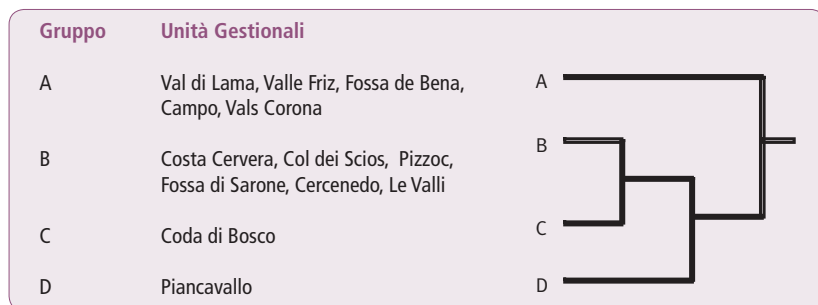 Gruppo Unità Gestionali
A Val di Lama, Valle Friz, Fossa de Bena,
Campo, Vals Corona
B Costa Cervera, Col dei Scios, Pizzoc,
Fossa di Sarone, Cercenedo, Le Valli
C Coda di Bosco
D Piancavallo
A
B
C
D